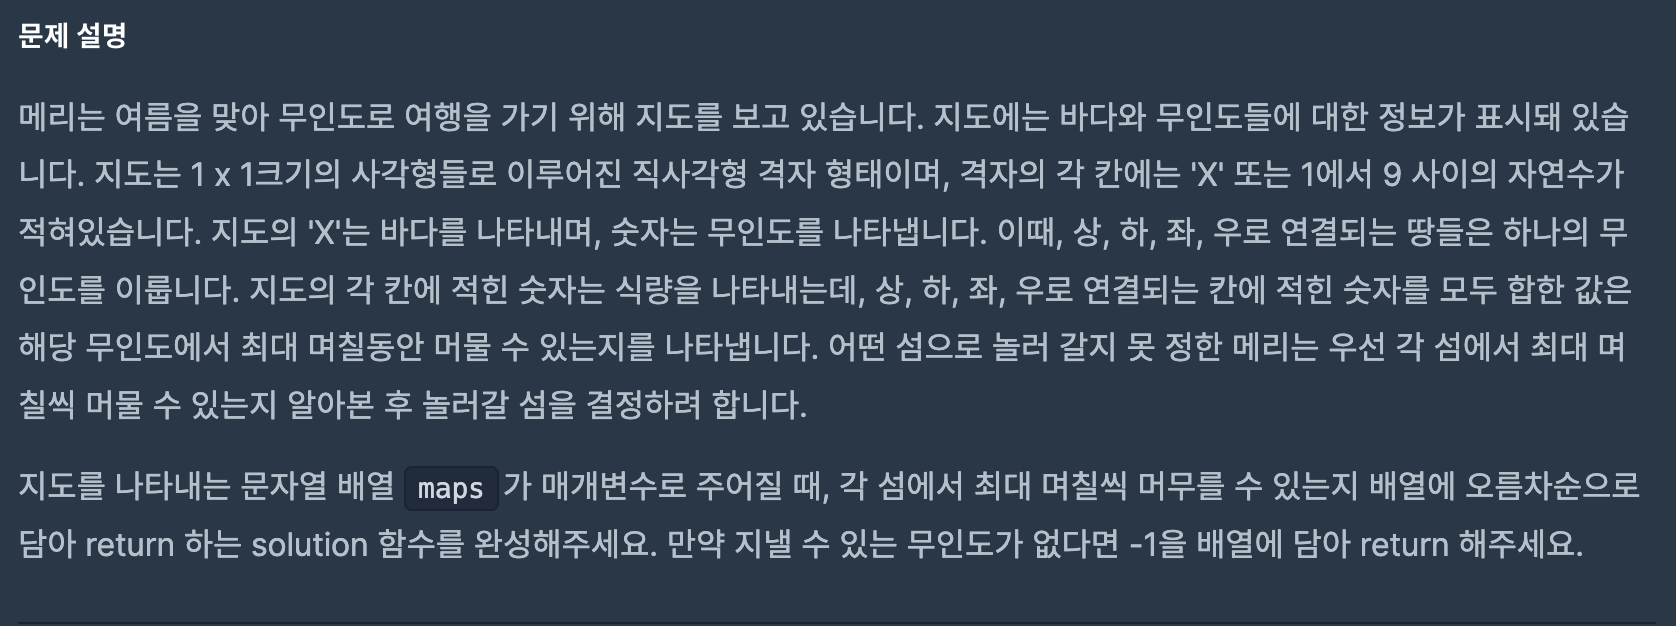 문제 설명
메리는 여름을 맞아 무인도로 여행을 가기 위해 지도를 보고 있습니다. 지도에는 바다와 무인도들에 대한 정보가 표시돼 있습
니다. 지도는 1 x 1크기의 사각형들로 이루어진 직사각형 격자 형태이며, 격자의 각 칸에는 'X' 또는 1에서 9 사이의 자연수가
적혀있습니다. 지도의 'X'는 바다를 나타내며, 숫자는 무인도를 나타냅니다. 이때, 상, 하, 좌, 우로 연결되는 땅들은 하나의 무
인도를 이룹니다. 지도의 각 칸에 적힌 숫자는 식량을 나타내는데, 상, 하, 좌, 우로 연결되는 칸에 적힌 숫자를 모두 합한 값은
해당 무인도에서 최대 며칠동안 머물 수 있는지를 나타냅니다. 어떤 섬으로 놀러 갈지 못 정한 메리는 우선 각 섬에서 최대 며
칠씩 머물 수 있는지 알아본 후 놀러갈 섬을 결정하려 합니다.
지도를 나타내는 문자열 배열 maps가 매개변수로 주어질 때, 각 섬에서 최대 며칠씩 머무를 수 있는지 배열에 오름차순으로
담아 return 하는 solution 함수를 완성해주세요. 만약 지낼 수 있는 무인도가 없다면 -1을 배열에 담아 return 해주세요.